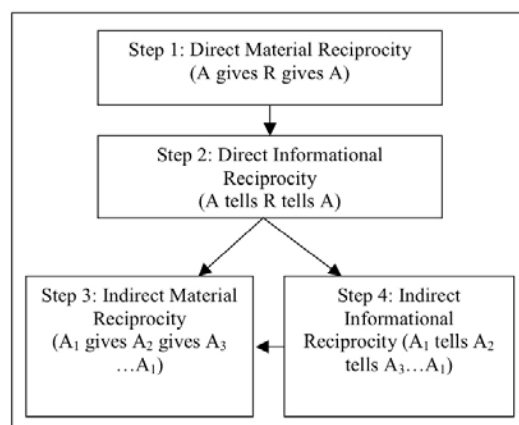 Step 1: Direct Material Reciprocity
(A gives R gives A)
Step 2: Direct Informational
Reciprocity
(A tells R tells A)
Step 3: Indirect Material
Reciprocity
(A₁ gives A₂ gives A₃
…A₁)
Step 4: Indirect
Informational
Reciprocity (A₁ tells A₂
tells A₃…A₁)